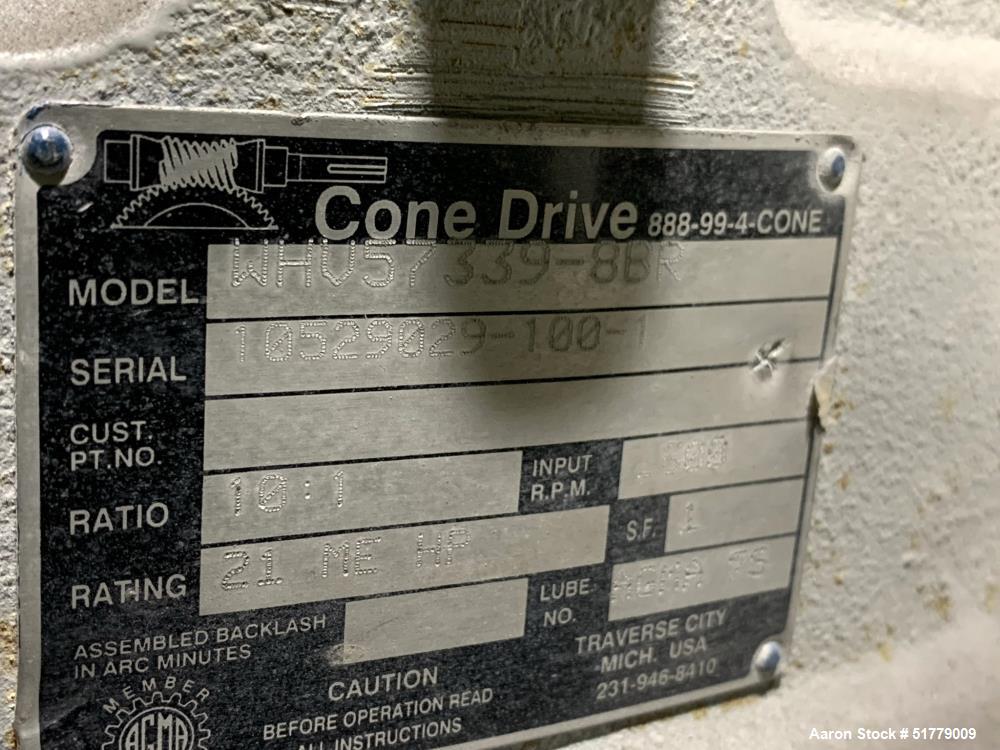 Cone Drive 888-99-4-CONE
MODEL WHV57339-8BR
SERIAL 10529029-100-1
CUST. PT.NO.
RATIO 10:1 INPUT R.P.M.
RATING 21 ME HP S.F. 1
ASSEMBLED BACKLASH IN ARC MINUTES LUBE NO. AGMA
CAUTION
BEFORE OPERATION READ
ALL INSTRUCTIONS
TRAVERSE CITY
MICH. USA
231-946-8410
MEMBER
AGMA
Aaron Stock # 51779009